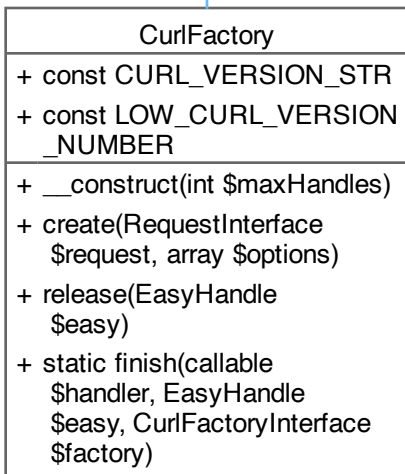 CurlFactory
+ const CURL_VERSION_STR
+ const LOW_CURL_VERSION
_NUMBER
+ __construct(int $maxHandles)
+ create(RequestInterface
$request, array $options)
+ release(EasyHandle
$easy)
+ static finish(callable
$handler, EasyHandle
$easy, CurlFactoryInterface
$factory)